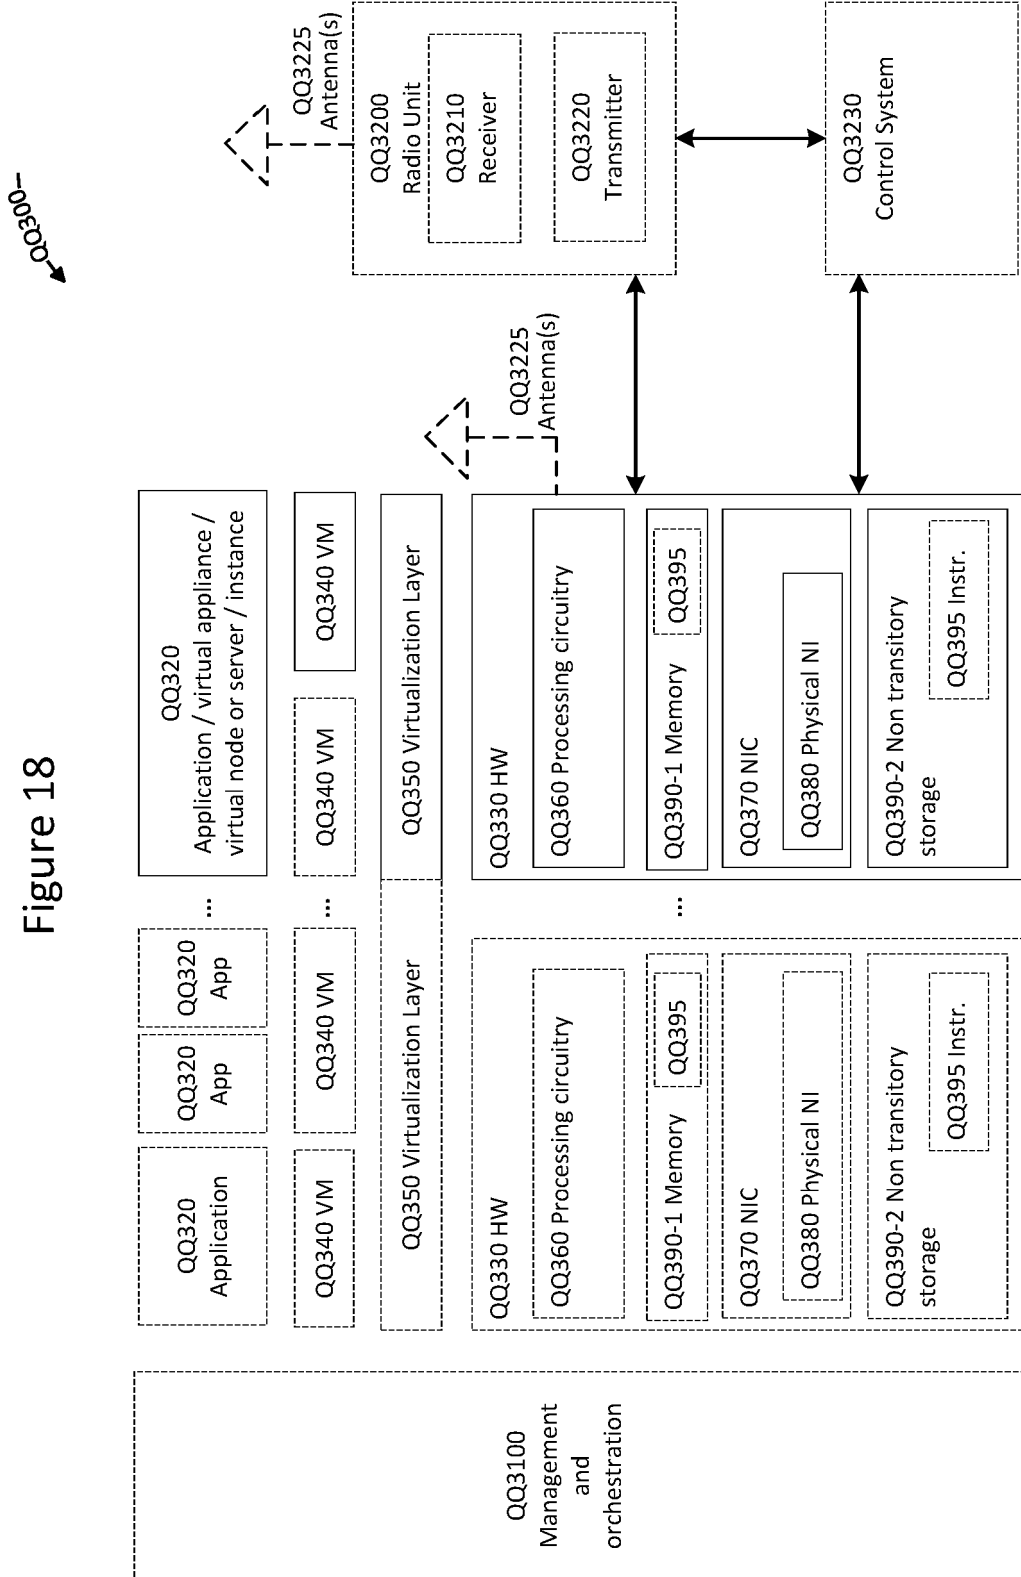 Figure 18
QQ300
QQ3100
Management
and
orchestration
QQ320
Application
QQ320
App
QQ320
App
...
QQ320
Application / virtual appliance /
virtual node or server / instance
QQ340 VM
QQ340 VM
...
QQ340 VM
QQ340 VM
QQ350 Virtualization Layer
QQ350 Virtualization Layer
QQ330 HW
QQ360 Processing circuitry
QQ390-1 Memory
QQ395
QQ370 NIC
QQ380 Physical NI
QQ390-2 Non transitory
storage
QQ395 Instr.
...
QQ330 HW
QQ360 Processing circuitry
QQ390-1 Memory
QQ395
QQ370 NIC
QQ380 Physical NI
QQ390-2 Non transitory
storage
QQ395 Instr.
QQ3225
Antenna(s)
QQ3225
Antenna(s)
QQ3200
Radio Unit
QQ3210
Receiver
QQ3220
Transmitter
QQ3230
Control System